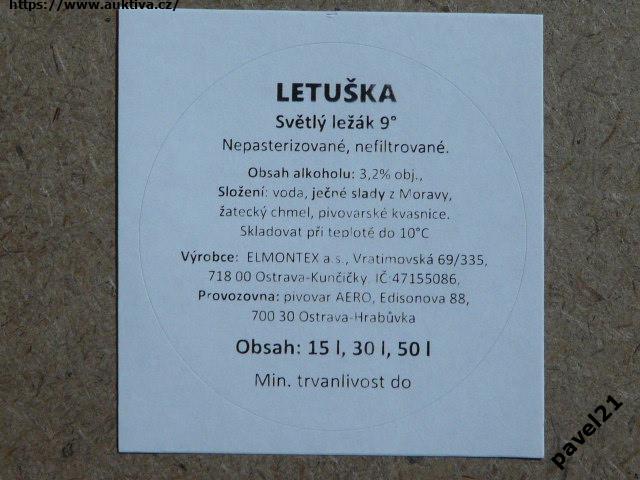 https://www.auktiva.cz/
LETUŠKA
Světlý ležák 9°
Nepasterizované, nefiltrované.
Obsah alkoholu: 3,2% obj.,
Složení: voda, ječné slady z Moravy,
žatecký chmel, pivovarské kvasnice.
Skladovat při teplotě do 10°C
Výrobce: ELMONTEX a.s., Vratimovská 69/335,
718 00 Ostrava-Kunčičky. IČ:47155086,
Provozovna: pivovar AERO, Edisonova 88,
700 30 Ostrava-Hrabůvka
Obsah: 15 l, 30 l, 50 l
Min. trvanlivost do
pavel21